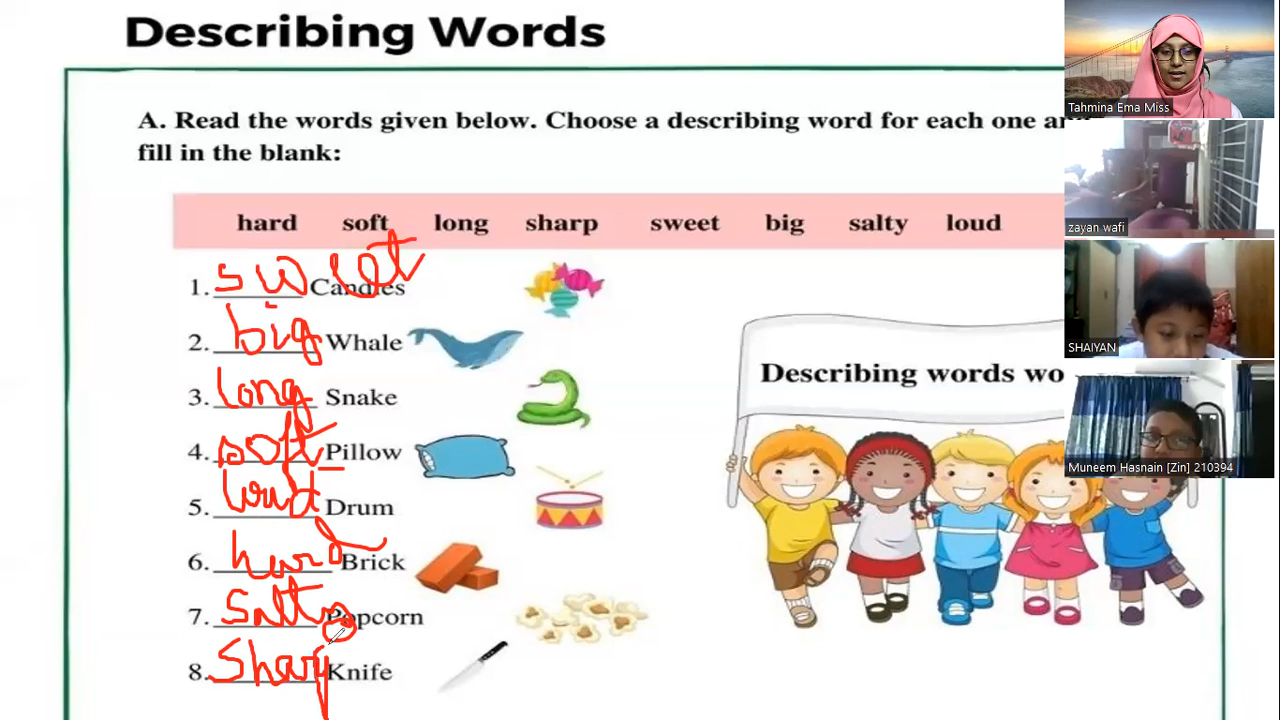 Describing Words
A. Read the words given below. Choose a describing word for each one and
fill in the blank:
hard soft long sharp sweet big salty loud
1. sweet Candies
2. big Whale
3. long Snake
4. soft Pillow
5. loud Drum
6. hard Brick
7. salty Popcorn
8. sharp Knife
Describing words wo
Tahmina Ema Miss
zayan wafi
SHAIYAN
Muneem Hasnain [Zin] 210394